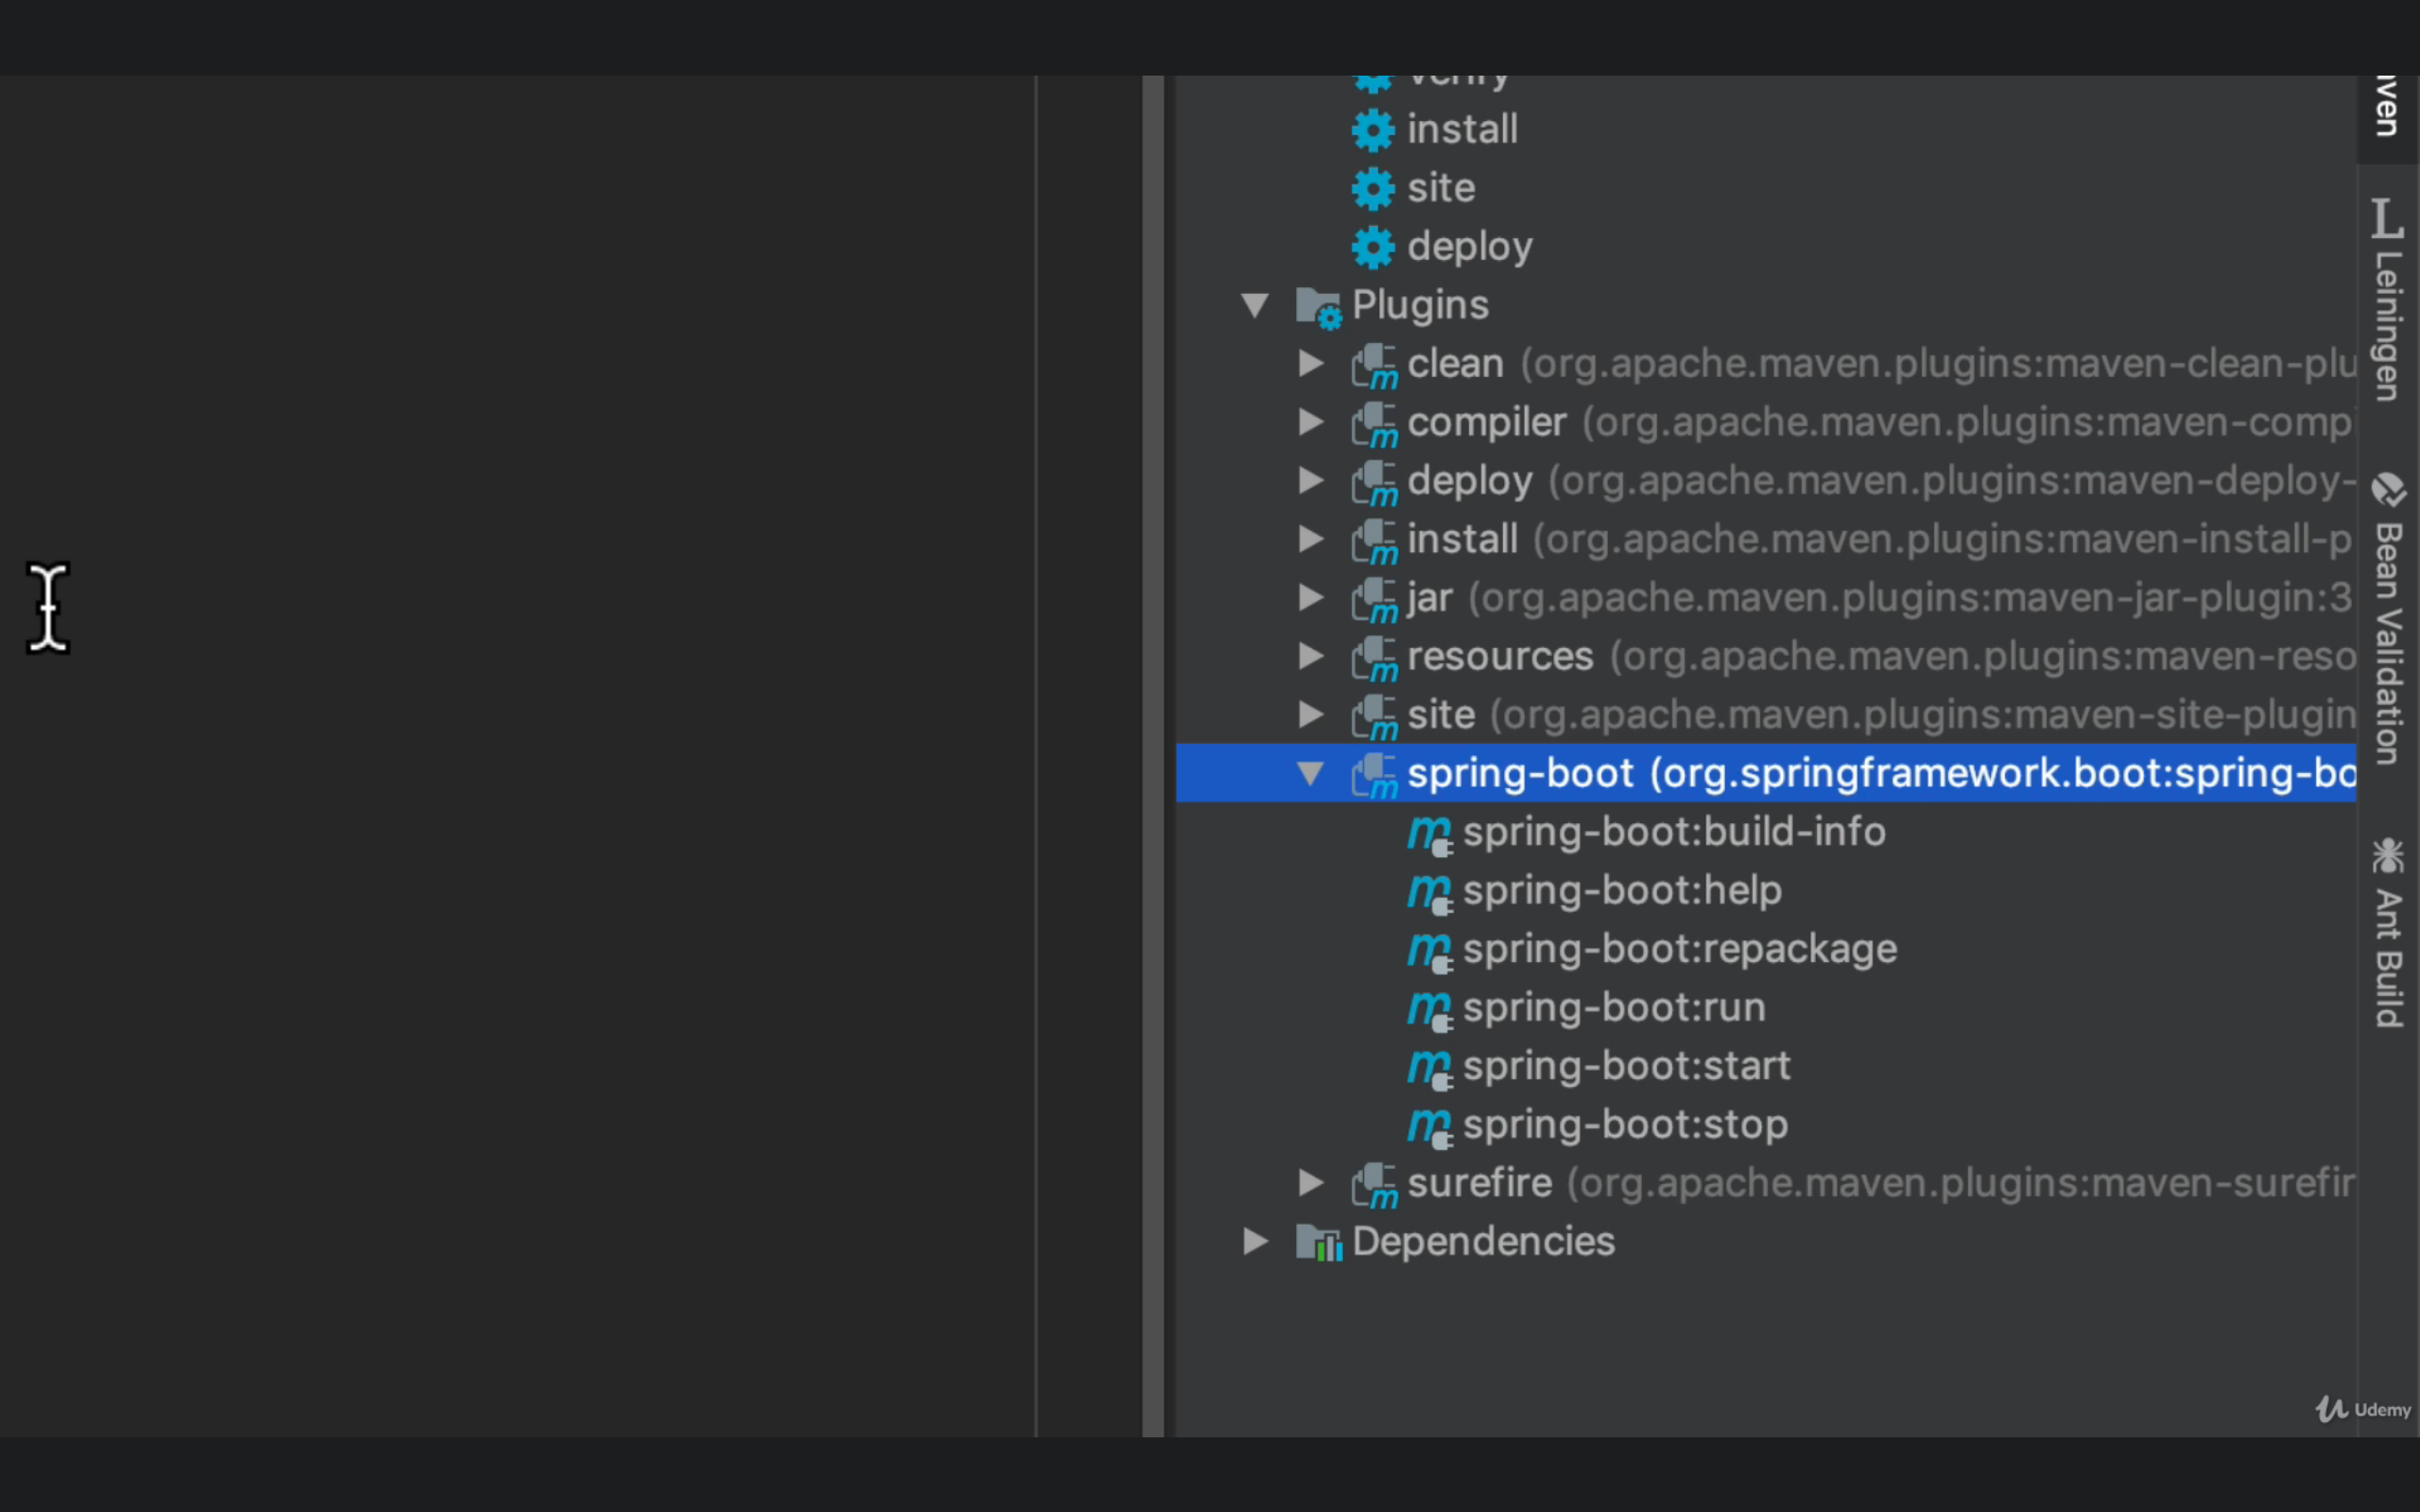 verify
install
site
deploy
Plugins
clean (org.apache.maven.plugins:maven-clean-plu
compiler (org.apache.maven.plugins:maven-comp
deploy (org.apache.maven.plugins:maven-deploy-
install (org.apache.maven.plugins:maven-install-p
jar (org.apache.maven.plugins:maven-jar-plugin:3
resources (org.apache.maven.plugins:maven-reso
site (org.apache.maven.plugins:maven-site-plugin
spring-boot (org.springframework.boot:spring-bo
spring-boot:build-info
spring-boot:help
spring-boot:repackage
spring-boot:run
spring-boot:start
spring-boot:stop
surefire (org.apache.maven.plugins:maven-surefir
Dependencies
aven
Leiningen
Bean Validation
Ant Build
Udemy